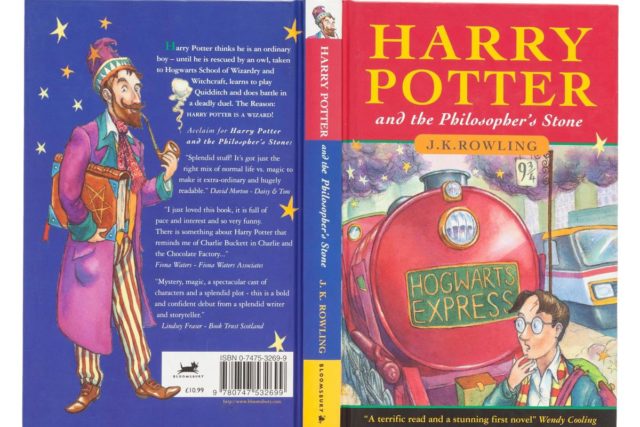 Harry Potter thinks he is an ordinary
boy – until he is rescued by an owl, taken
to Hogwarts School of Wizardry and
Witchcraft, learns to play
Quidditch and does battle in
a deadly duel. The Reason:
HARRY POTTER IS A WIZARD!
Acclaim for Harry Potter
and the Philosopher's Stone:
"Splendid stuff! It's got just the
right mix of normal life vs. magic to
make it extra-ordinary and hugely
readable." David Morton - Daisy & Tom
"I just loved this book, it is full of
pace and interest and so very funny.
There is something about Harry Potter that
reminds me of Charlie Bucket in Charlie and
the Chocolate Factory..."
Fiona Waters - Fiona Waters Associates
"Mystery, magic, a spectacular cast of
characters and a splendid plot - this is a bold
and confident debut from a splendid writer
and storyteller."
Lindsey Fraser - Book Trust Scotland
BLOOMSBURY
£10.99
ISBN 0-7475-3269-9
9 780747 532699
http://www.bloomsbury.com
HARRY POTTER and the Philosopher's Stone J. K. ROWLING BLOOMSBURY
HARRY
POTTER
and the Philosopher's Stone
J.K.ROWLING
9 3/4
HOGWARTS
EXPRESS
"A terrific read and a stunning first novel" Wendy Cooling